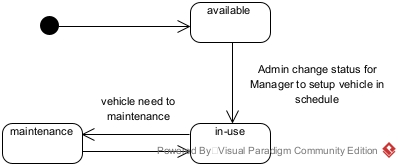 available
Admin change status for
Manager to setup vehicle in
schedule
vehicle need to
maintenance
maintenance
in-use
Powered By Visual Paradigm Community Edition